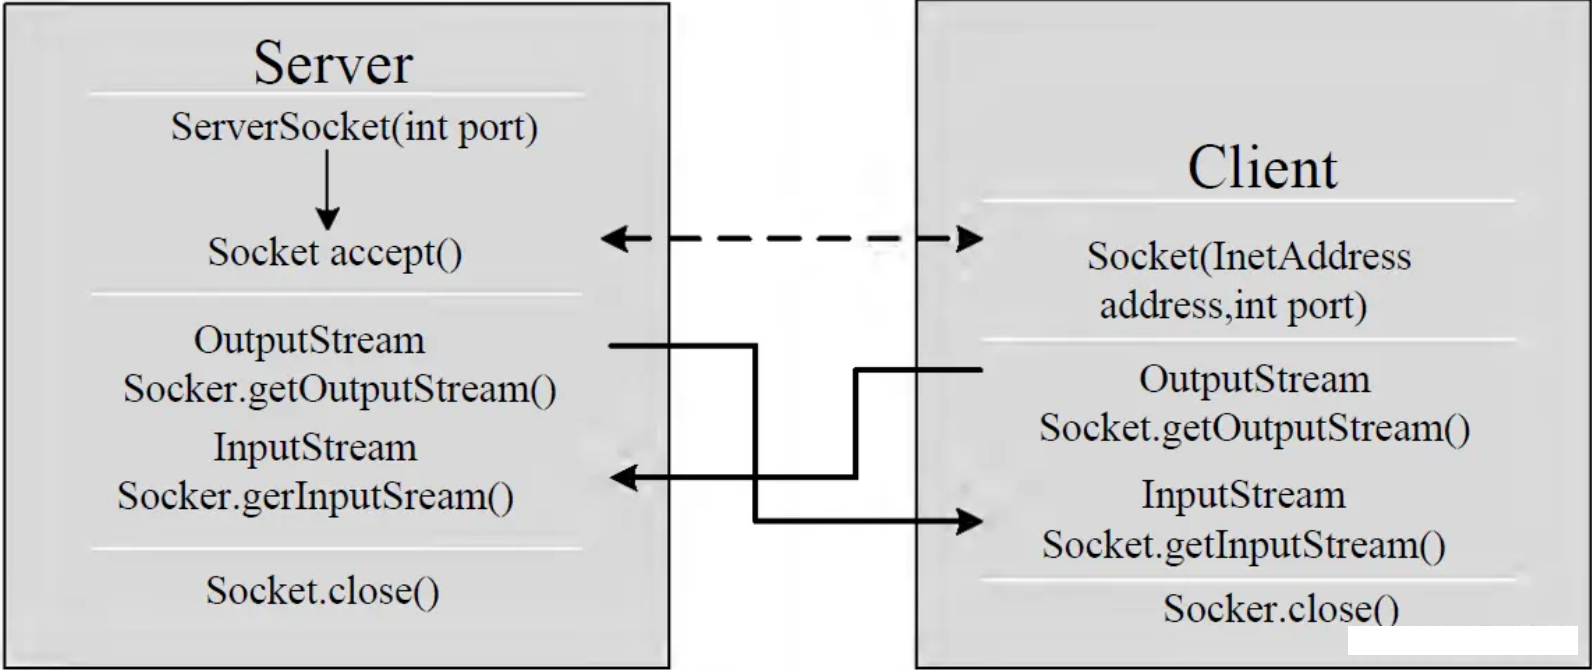 Server
ServerSocket(int port)
Socket accept()
OutputStream
Socker.getOutputStream()
InputStream
Socker.gerInputSream()
Socket.close()
Client
Socket(InetAddress
address,int port)
OutputStream
Socket.getOutputStream()
InputStream
Socket.getInputStream()
Socker.close()